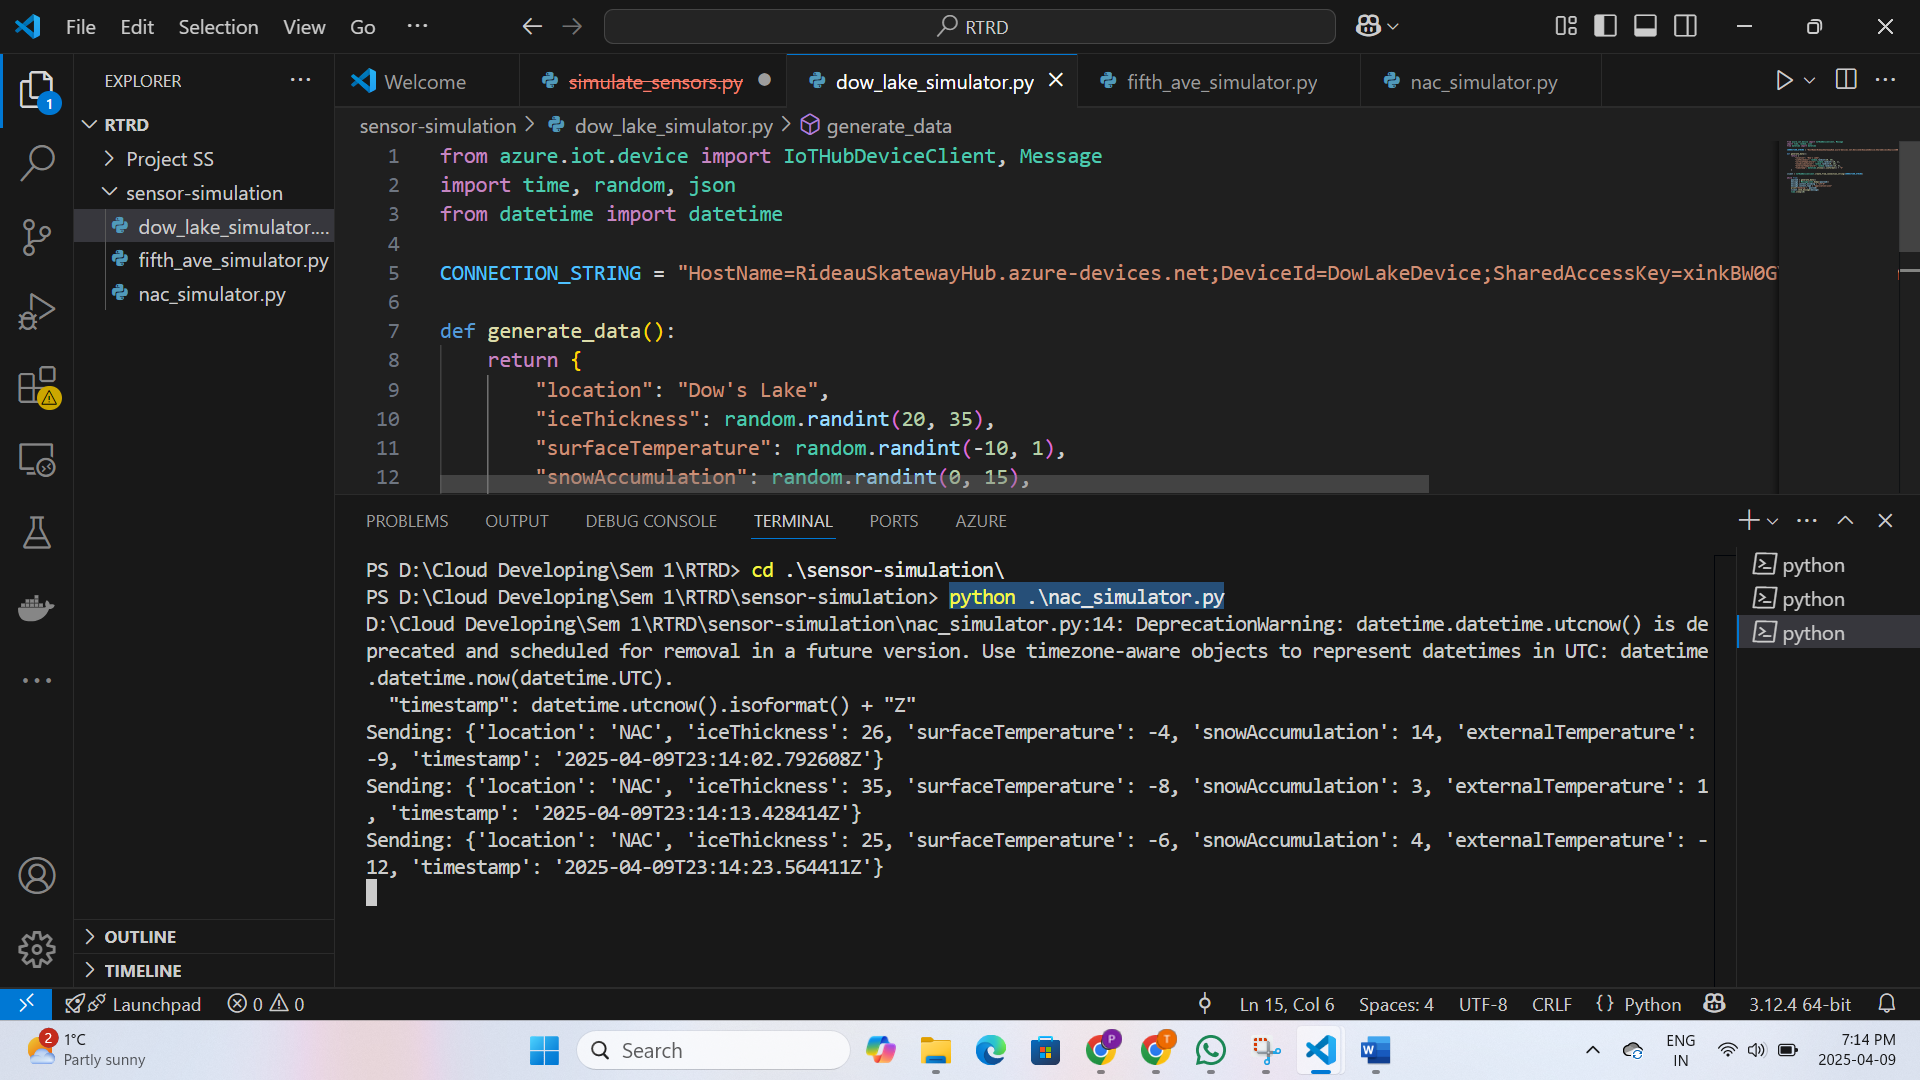 File Edit Selection View Go ···
RTRD
EXPLORER ···
Welcome
simulate_sensors.py
dow_lake_simulator.py
fifth_ave_simulator.py
nac_simulator.py
1
RTRD
Project SS
sensor-simulation
dow_lake_simulator....
fifth_ave_simulator.py
nac_simulator.py
sensor-simulation > dow_lake_simulator.py > generate_data
1 from azure.iot.device import IoTHubDeviceClient, Message
2 import time, random, json
3 from datetime import datetime
4
5 CONNECTION_STRING = "HostName=RideauSkatewayHub.azure-devices.net;DeviceId=DowLakeDevice;SharedAccessKey=xinkBW0G
6
7 def generate_data():
8 return {
9 "location": "Dow's Lake",
10 "iceThickness": random.randint(20, 35),
11 "surfaceTemperature": random.randint(-10, 1),
12 "snowAccumulation": random.randint(0, 15),
PROBLEMS OUTPUT DEBUG CONSOLE TERMINAL PORTS AZURE
PS D:\Cloud Developing\Sem 1\RTRD> cd .\sensor-simulation\
PS D:\Cloud Developing\Sem 1\RTRD\sensor-simulation> python .\nac_simulator.py
D:\Cloud Developing\Sem 1\RTRD\sensor-simulation\nac_simulator.py:14: DeprecationWarning: datetime.datetime.utcnow() is de
precated and scheduled for removal in a future version. Use timezone-aware objects to represent datetimes in UTC: datetime
.datetime.now(datetime.UTC).
"timestamp": datetime.utcnow().isoformat() + "Z"
Sending: {'location': 'NAC', 'iceThickness': 26, 'surfaceTemperature': -4, 'snowAccumulation': 14, 'externalTemperature':
-9, 'timestamp': '2025-04-09T23:14:02.792608Z'}
Sending: {'location': 'NAC', 'iceThickness': 35, 'surfaceTemperature': -8, 'snowAccumulation': 3, 'externalTemperature': 1
, 'timestamp': '2025-04-09T23:14:13.428414Z'}
Sending: {'location': 'NAC', 'iceThickness': 25, 'surfaceTemperature': -6, 'snowAccumulation': 4, 'externalTemperature': -
12, 'timestamp': '2025-04-09T23:14:23.564411Z'}
python
python
python
OUTLINE
TIMELINE
Launchpad 0 0
Ln 15, Col 6 Spaces: 4 UTF-8 CRLF {} Python 3.12.4 64-bit
2
1°C
Partly sunny
Search
P
T
W
ENG
IN
7:14 PM
2025-04-09